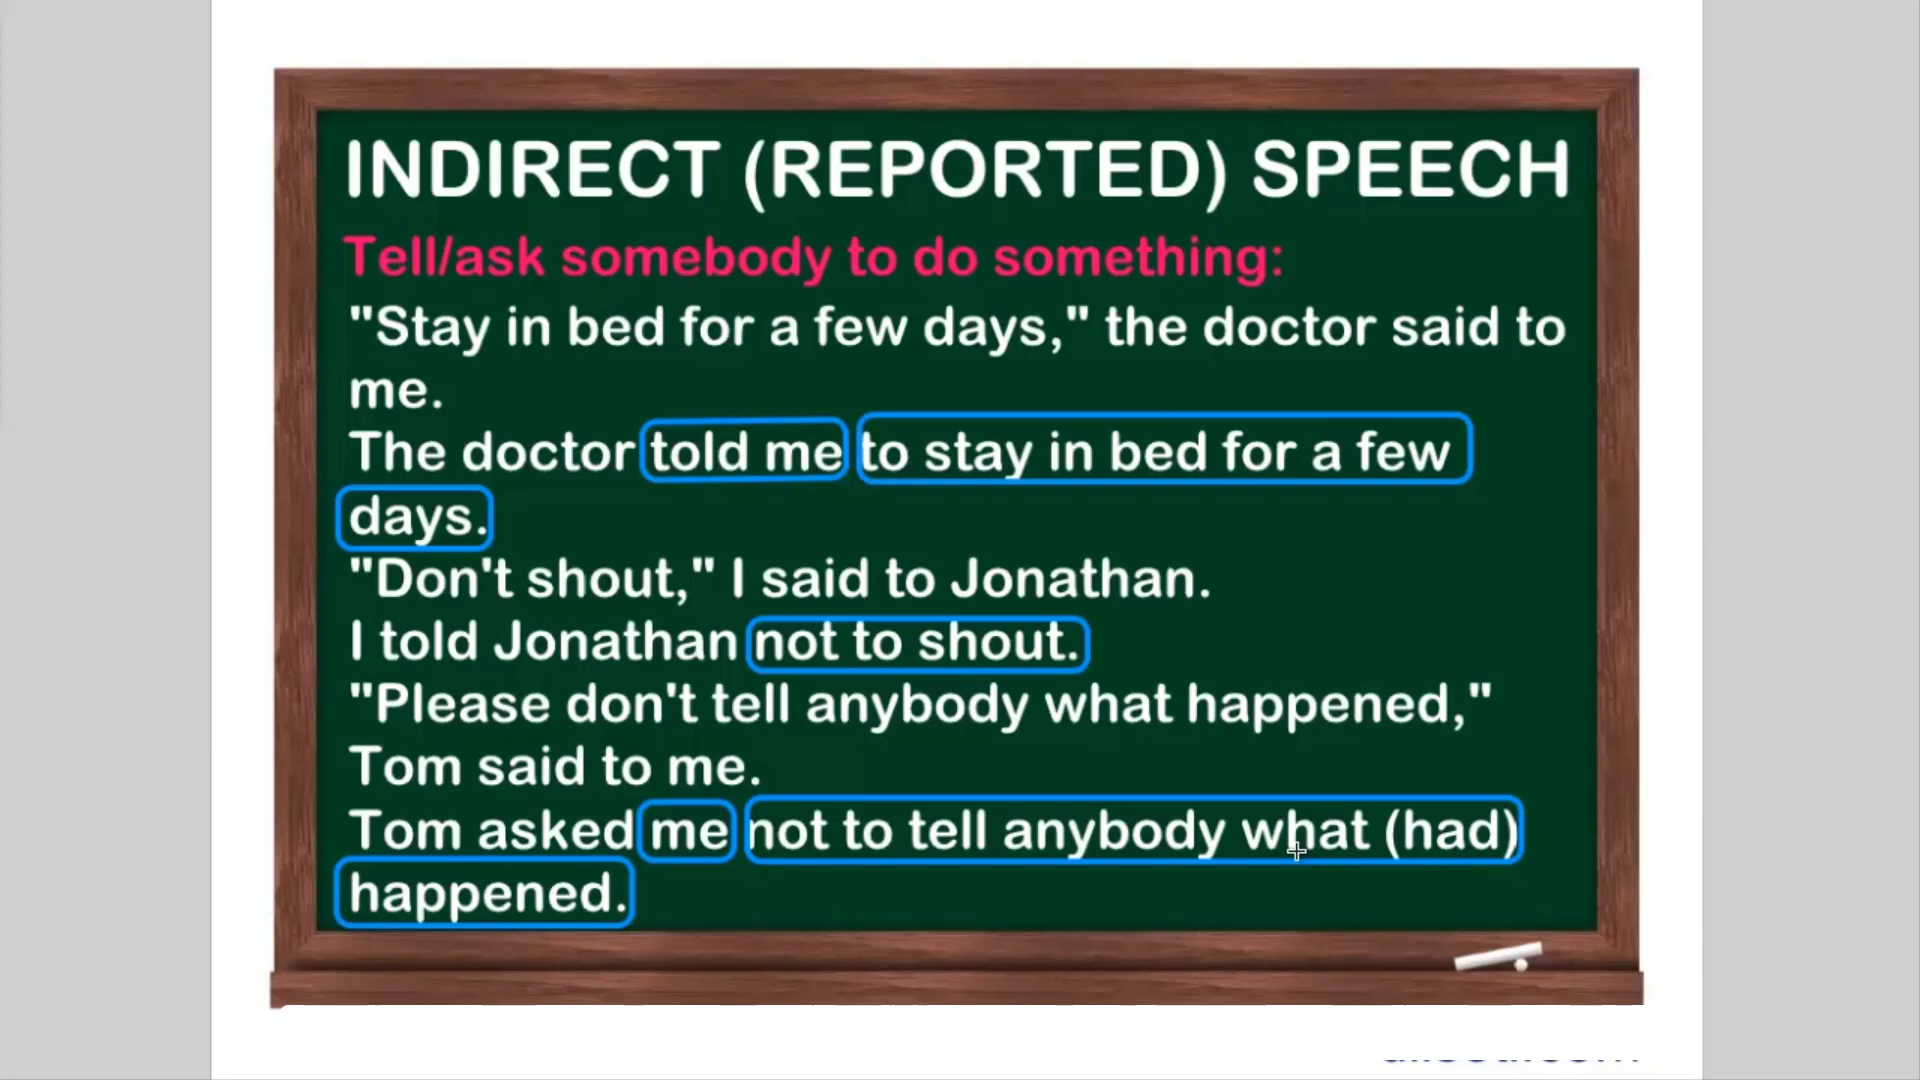 INDIRECT (REPORTED) SPEECH
Tell/ask somebody to do something:
"Stay in bed for a few days," the doctor said to
me.
The doctor told me to stay in bed for a few
days.
"Don't shout," I said to Jonathan.
I told Jonathan not to shout.
"Please don't tell anybody what happened,"
Tom said to me.
Tom asked me not to tell anybody what (had)
happened.